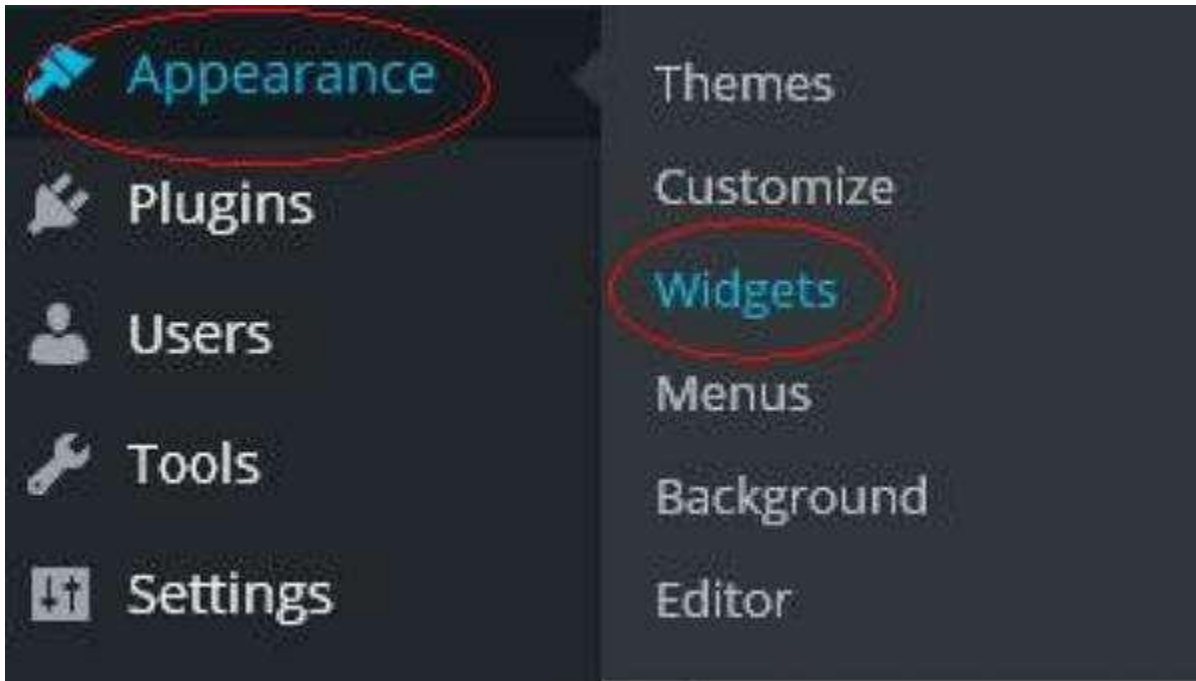 Appearance
Plugins
Users
Tools
Settings
Themes
Customize
Widgets
Menus
Background
Editor